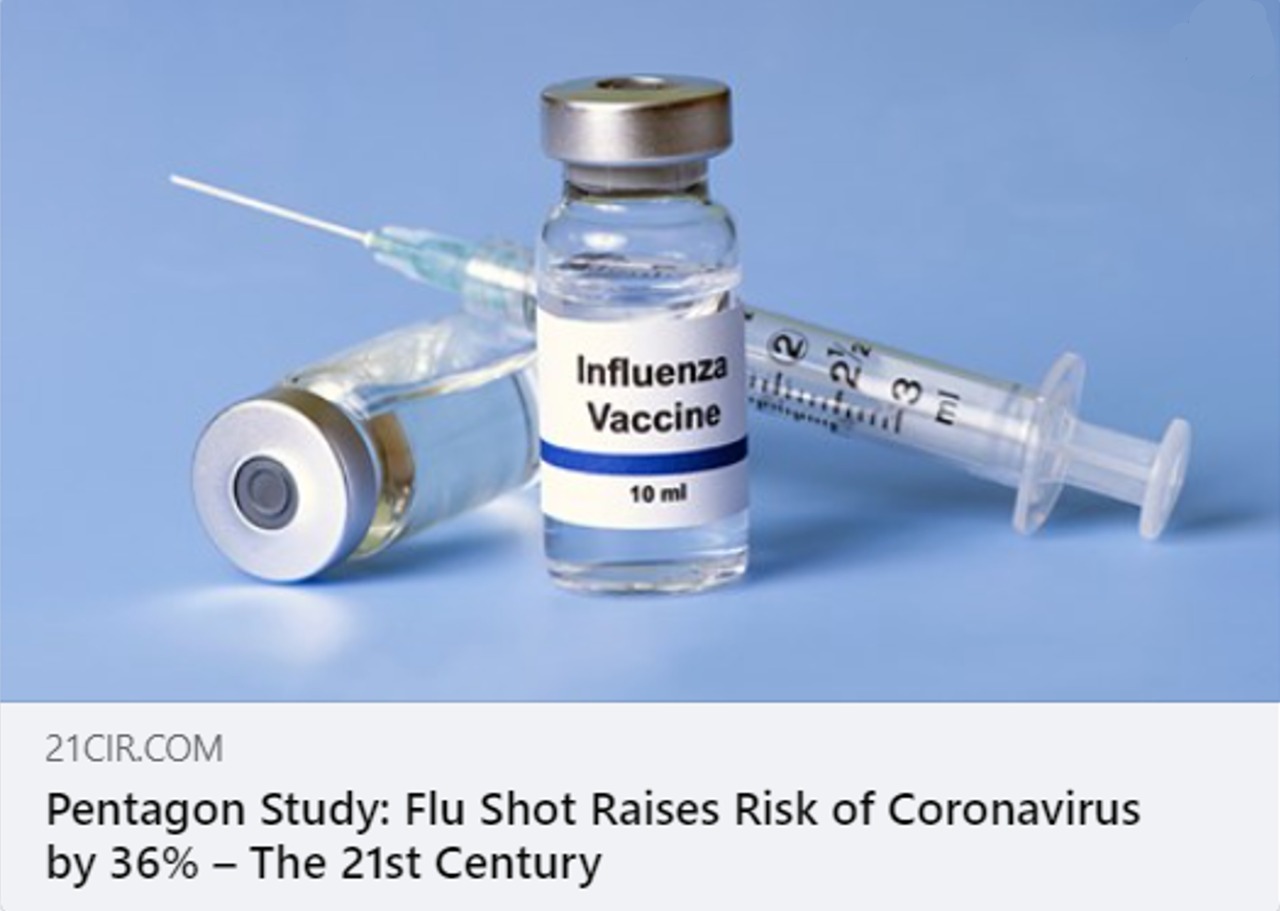 Influenza
Vaccine
10 ml
2
2½
3
ml
21CIR.COM
Pentagon Study: Flu Shot Raises Risk of Coronavirus
by 36% – The 21st Century